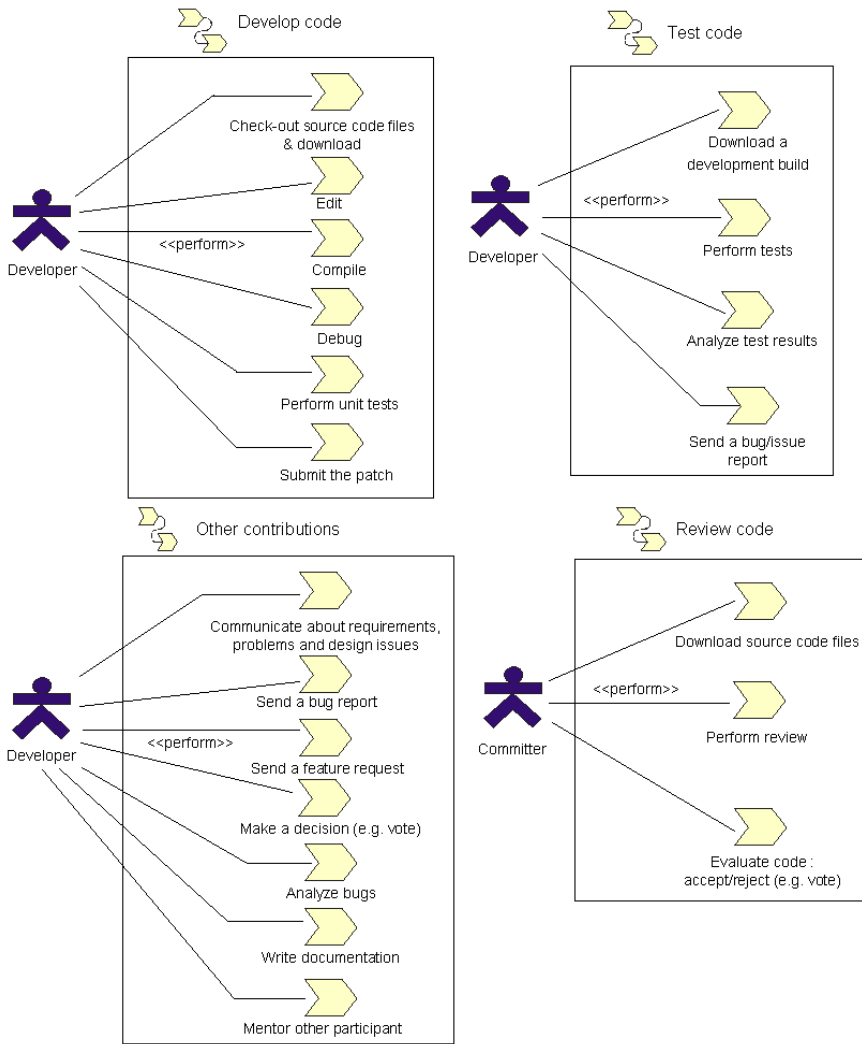 Develop code
Check-out source code files
& download
Edit
<<perform>>
Compile
Developer
Debug
Perform unit tests
Submit the patch
Test code
Download a
development build
<<perform>>
Perform tests
Developer
Analyze test results
Send a bug/issue
report
Other contributions
Communicate about requirements,
problems and design issues
Send a bug report
<<perform>>
Developer
Send a feature request
Make a decision (e.g. vote)
Analyze bugs
Write documentation
Mentor other participant
Review code
Download source code files
<<perform>>
Perform review
Committer
Evaluate code :
accept/reject (e.g. vote)